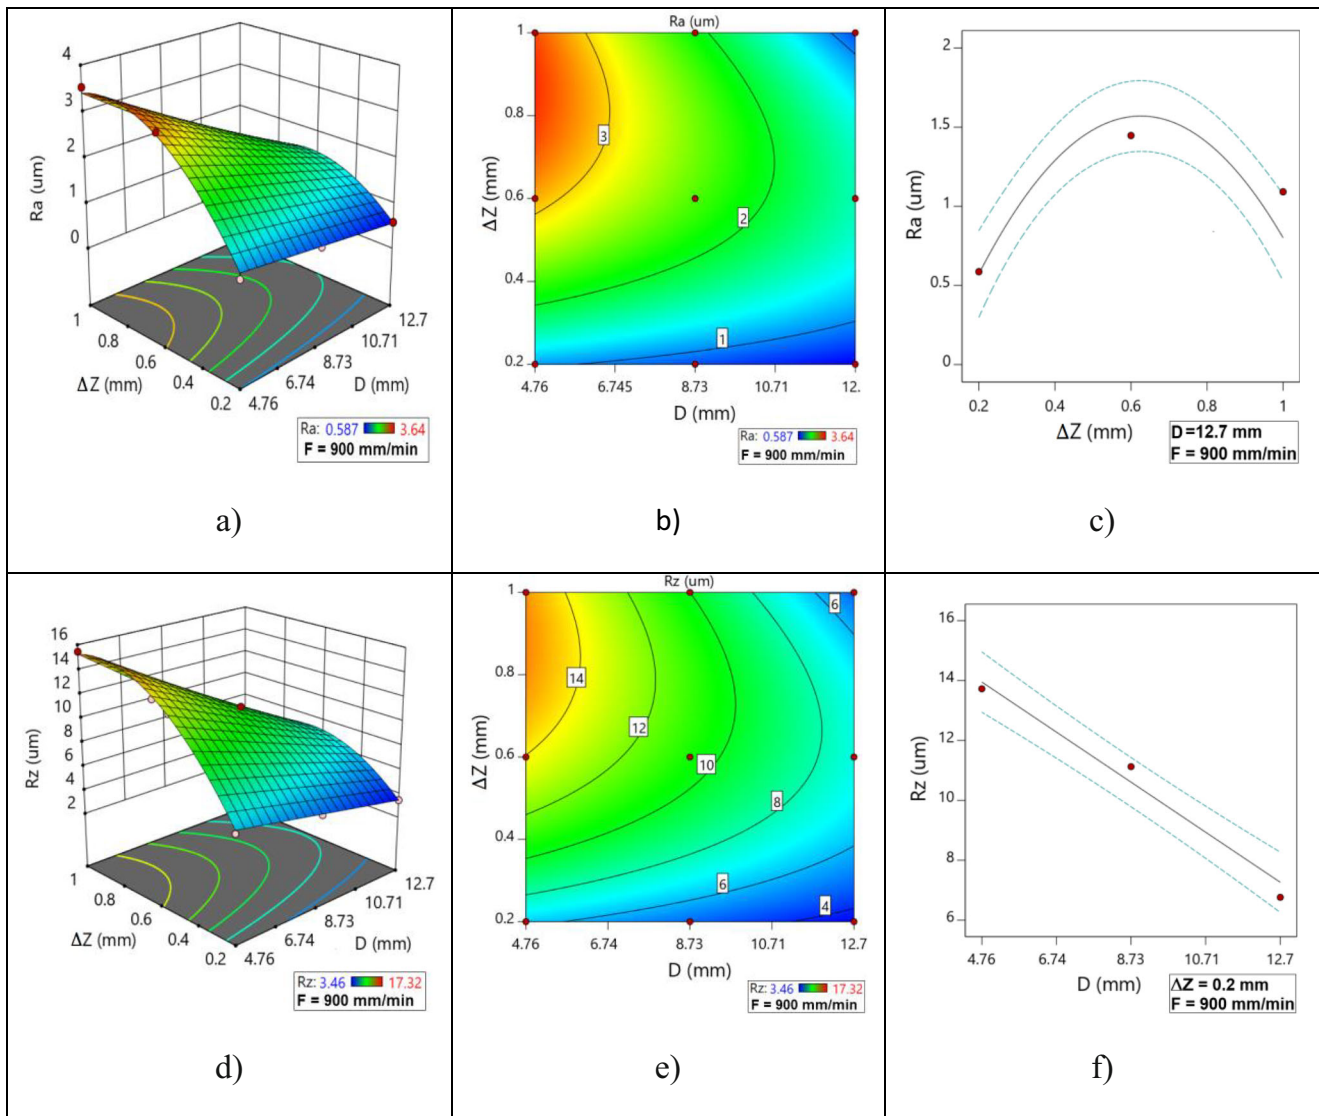 4
3
2
1
0
Ra (um)
1
0.8
0.6
0.4
0.2
ΔZ (mm)
4.76
6.74
8.73
10.71
12.7
D (mm)
Ra: 0.587 3.64
F = 900 mm/min
a)
Ra (um)
1
0.8
0.6
0.4
0.2
ΔZ (mm)
3
2
1
4.76 6.745 8.73 10.71 12.
D (mm)
Ra: 0.587 3.64
F = 900 mm/min
b)
2
1.5
1
0.5
0
Ra (um)
0.2 0.4 0.6 0.8 1
ΔZ (mm)
D=12.7 mm
F = 900 mm/min
c)
16
14
12
10
8
6
4
2
Rz (um)
1
0.8
0.6
0.4
0.2
ΔZ (mm)
4.76
6.74
8.73
10.71
12.7
D (mm)
Rz: 3.46 17.32
F = 900 mm/min
d)
Rz (um)
1
0.8
0.6
0.4
0.2
ΔZ (mm)
6
14
12
10
8
6
4
4.76 6.74 8.73 10.71 12.7
D (mm)
Rz: 3.46 17.32
F = 900 mm/min
e)
16
14
12
10
8
6
Rz (um)
4.76 6.74 8.73 10.71 12.7
D (mm)
ΔZ = 0.2 mm
F = 900 mm/min
f)